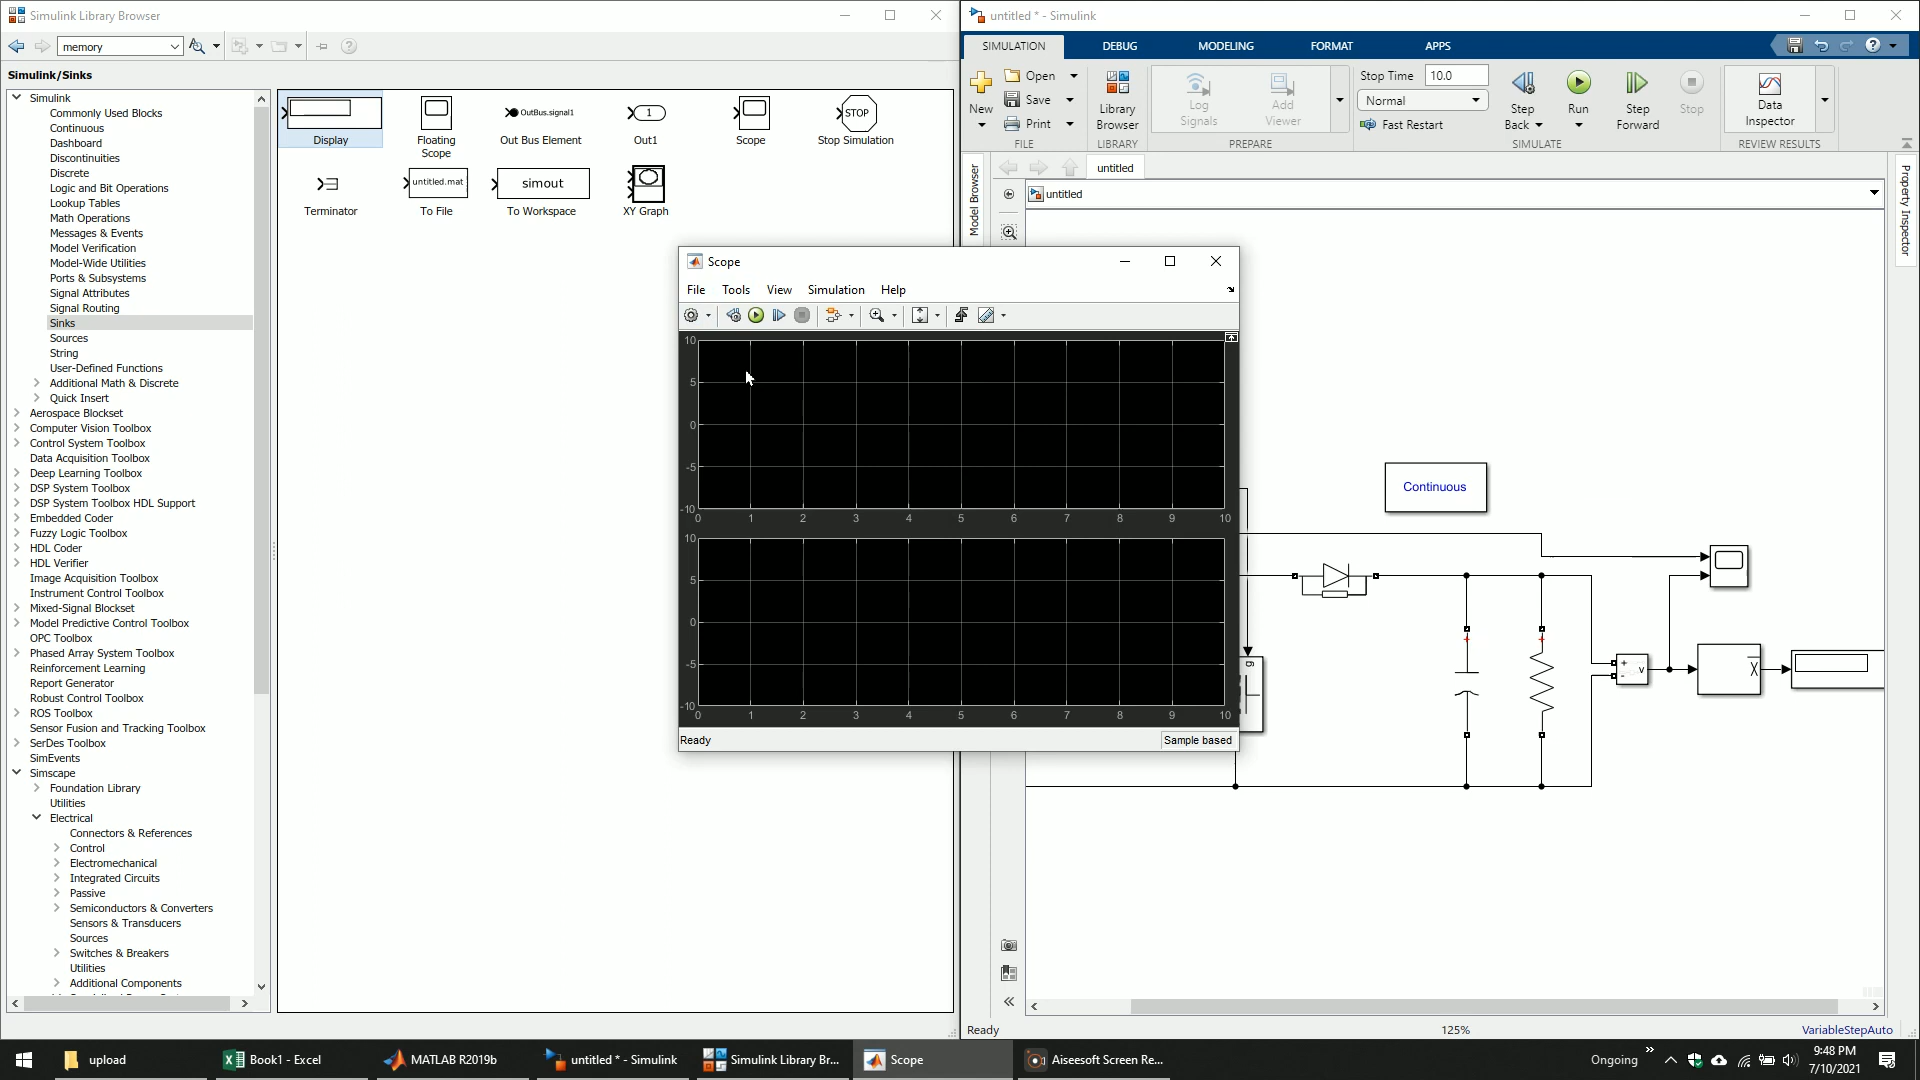 Simulink Library Browser
memory
Simulink/Sinks
Simulink
Commonly Used Blocks
Continuous
Dashboard
Discontinuities
Discrete
Logic and Bit Operations
Lookup Tables
Math Operations
Messages & Events
Model Verification
Model-Wide Utilities
Ports & Subsystems
Signal Attributes
Signal Routing
Sinks
Sources
String
User-Defined Functions
Additional Math & Discrete
Quick Insert
Aerospace Blockset
Computer Vision Toolbox
Control System Toolbox
Data Acquisition Toolbox
Deep Learning Toolbox
DSP System Toolbox
DSP System Toolbox HDL Support
Embedded Coder
Fuzzy Logic Toolbox
HDL Coder
HDL Verifier
Image Acquisition Toolbox
Instrument Control Toolbox
Mixed-Signal Blockset
Model Predictive Control Toolbox
OPC Toolbox
Phased Array System Toolbox
Reinforcement Learning
Report Generator
Robust Control Toolbox
ROS Toolbox
Sensor Fusion and Tracking Toolbox
SerDes Toolbox
SimEvents
Simscape
Foundation Library
Utilities
Electrical
Connectors & References
Control
Electromechanical
Integrated Circuits
Passive
Semiconductors & Converters
Sensors & Transducers
Sources
Switches & Breakers
Utilities
Additional Components
OutBus.signal1
1
STOP
Display
Floating
Scope
Out Bus Element
Out1
Scope
Stop Simulation
untitled.mat
simout
Terminator
To File
To Workspace
XY Graph
Scope
File Tools View Simulation Help
10
5
0
-5
-10
0 1 2 3 4 5 6 7 8 9 10
10
5
0
-5
-10
0 1 2 3 4 5 6 7 8 9 10
Ready
Sample based
untitled * - Simulink
SIMULATION DEBUG MODELING FORMAT APPS
New
Open
Save
Print
FILE
Library
Browser
LIBRARY
Log
Signals
Add
Viewer
PREPARE
Stop Time 10.0
Normal
Fast Restart
Step
Back
Run
Step
Forward
Stop
SIMULATE
Data
Inspector
REVIEW RESULTS
Model Browser
untitled
untitled
Property Inspector
Continuous
g
+
-
v
X
Ready
125%
VariableStepAuto
upload
Book1 - Excel
MATLAB R2019b
untitled * - Simulink
Simulink Library Br...
Scope
Aiseesoft Screen Re...
Ongoing
9:48 PM
7/10/2021